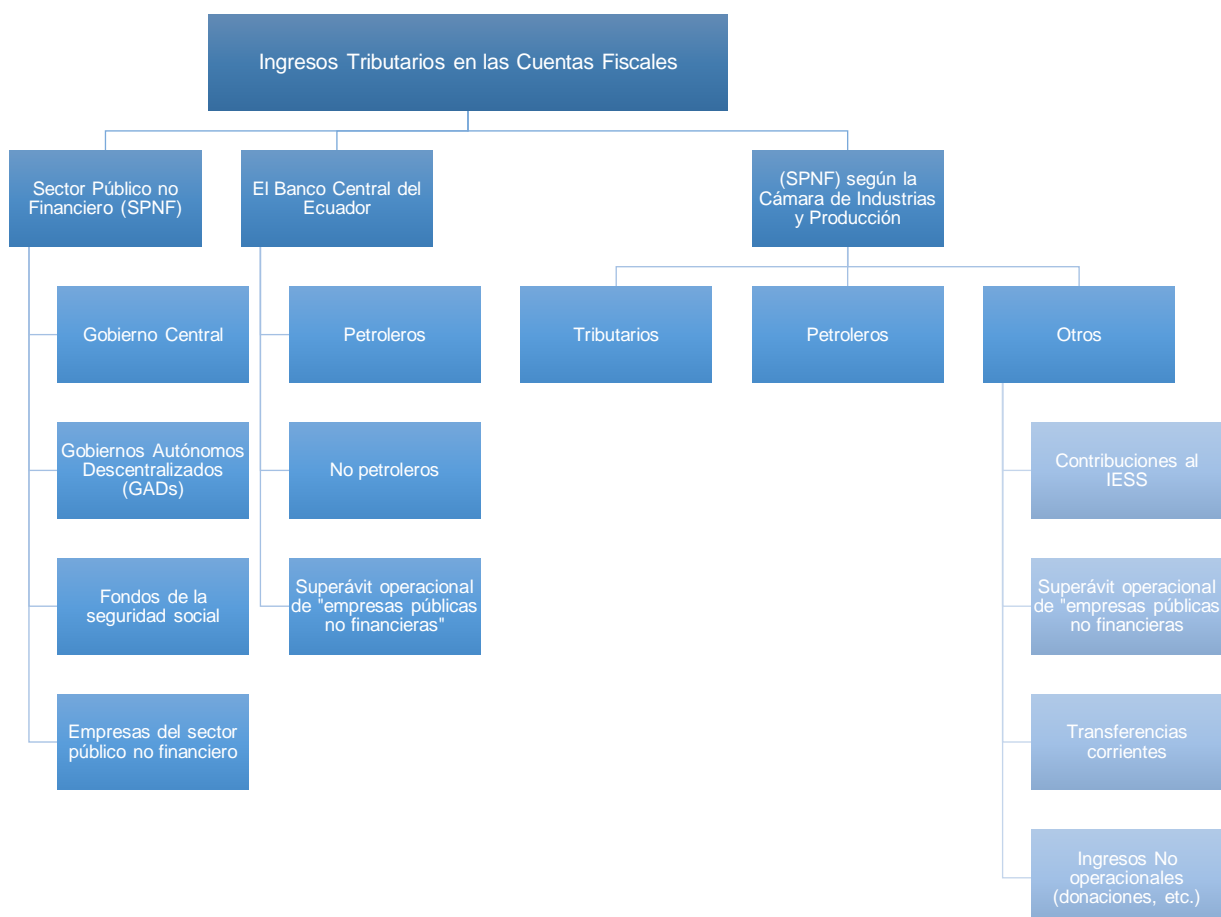 Ingresos Tributarios en las Cuentas Fiscales
Sector Público no
Financiero (SPNF)
El Banco Central del
Ecuador
(SPNF) según la
Cámara de Industrias
y Producción
Gobierno Central
Petroleros
Tributarios
Petroleros
Otros
Gobiernos Autónomos
Descentralizados
(GADs)
No petroleros
Contribuciones al
IESS
Fondos de la
seguridad social
Superávit operacional
de "empresas públicas
no financieras"
Superávit operacional
de "empresas públicas
no financieras
Empresas del sector
público no financiero
Transferencias
corrientes
Ingresos No
operacionales
(donaciones, etc.)